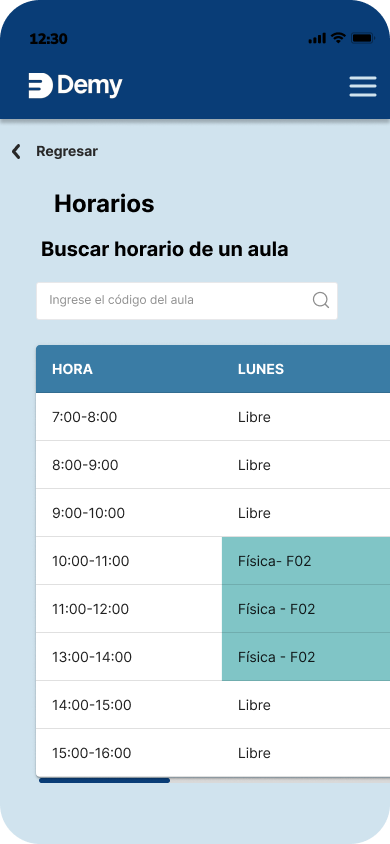 12:30
Demy
Regresar
Horarios
Buscar horario de un aula
Ingrese el código del aula
HORA LUNES
7:00-8:00 Libre
8:00-9:00 Libre
9:00-10:00 Libre
10:00-11:00 Física- F02
11:00-12:00 Física - F02
13:00-14:00 Física - F02
14:00-15:00 Libre
15:00-16:00 Libre